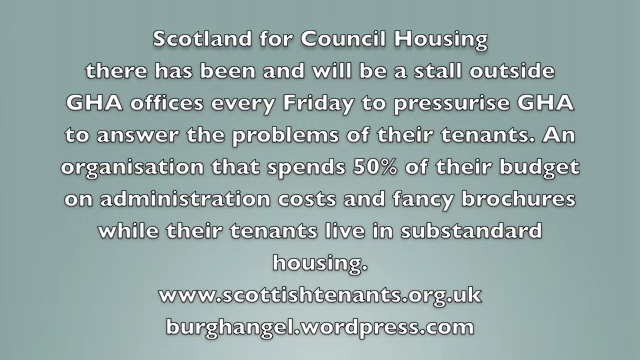 Scotland for Council Housing
there has been and will be a stall outside
GHA offices every Friday to pressurise GHA
to answer the problems of their tenants. An
organisation that spends 50% of their budget
on administration costs and fancy brochures
while their tenants live in substandard
housing.
www.scottishtenants.org.uk
burghangel.wordpress.com